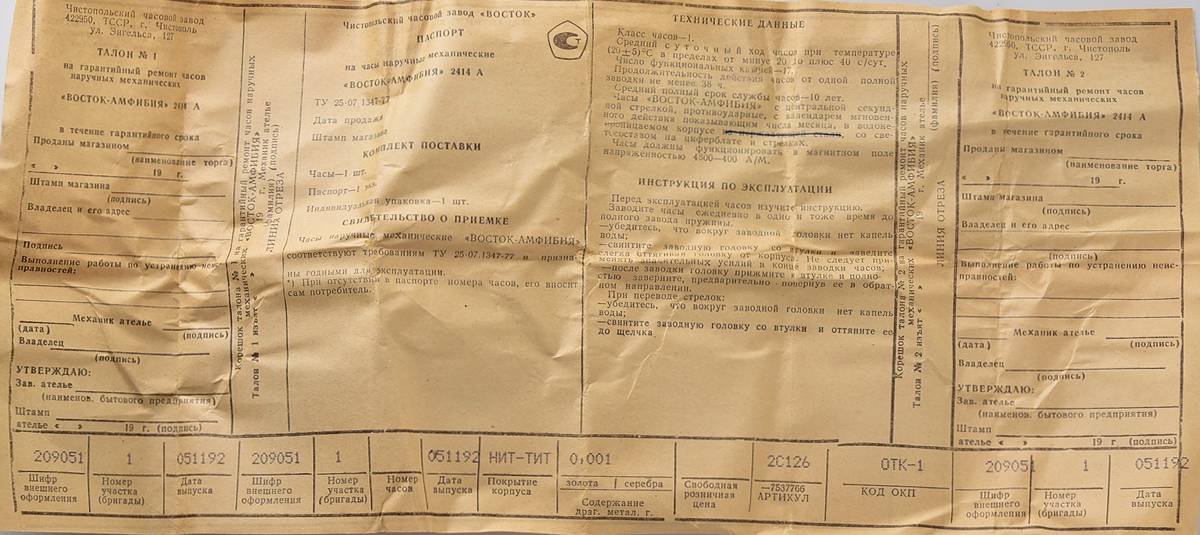 Чистопольский часовой завод
422950, ТССР, г. Чистополь
ул. Энгельса, 127
ТАЛОН № 1
на гарантийный ремонт часов
наручных механических
«ВОСТОК-АМФИБИЯ» 2414 А
в течение гарантийного срока
Проданы магазином
(наименование торга)
« » 19 г.
Штамп магазина
(подпись)
Владелец и его адрес
Подпись
Выполнение работы по устранению неис-
правностей:
Механик ателье
(дата) (подпись)
Владелец
(подпись)
УТВЕРЖДАЮ:
Зав. ателье
(наименов. бытового предприятия)
Штамп
ателье « » 19 г. (подпись)
Корешок талона № 1 на гарантийный ремонт часов наручных
механических «ВОСТОК-АМФИБИЯ»
Талон № 1 изъят « » 19 г. Механик ателье
(фамилия) (подпись)
ЛИНИЯ ОТРЕЗА
Чистопольский часовой завод «ВОСТОК»
ПАСПОРТ
на часы наручные механические
«ВОСТОК-АМФИБИЯ» 2414 А
ТУ 25-07.1347-77
Дата продажи
Штамп магазина
КОМПЛЕКТ ПОСТАВКИ
Часы—1 шт.
Паспорт—1 экз.
Индивидуальная упаковка—1 шт.
СВИДЕТЕЛЬСТВО О ПРИЕМКЕ
Часы наручные механические «ВОСТОК-АМФИБИЯ»
соответствуют требованиям ТУ 25-07.1347-77 и призна-
ны годными для эксплуатации.
*) При отсутствии в паспорте номера часов, его вносит
сам потребитель.
ТЕХНИЧЕСКИЕ ДАННЫЕ
Класс часов—1.
Средний суточный ход часов при температуре
(20±5)°С в пределах от минус 20 до плюс 40 с/сут.
Число функциональных камней—17.
Продолжительность действия часов от одной полной
заводки не менее 38 ч.
Средний полный срок службы часов—10 лет.
Часы «ВОСТОК-АМФИБИЯ» с центральной секунд-
ной стрелкой, противоударные, с календарем мгновен-
ного действия показывающим числа месяца, в водоне-
проницаемом корпусе со све-
тосоставом на циферблате и стрелках.
Часы должны функционировать в магнитном поле
напряженностью 4800—400 А/М.
ИНСТРУКЦИЯ ПО ЭКСПЛУАТАЦИИ
Перед эксплуатацией часов изучите инструкцию.
Заводите часы ежедневно в одно и тоже время до
полного завода пружины.
—убедитесь, что вокруг заводной головки нет капель
воды;
—свинтите заводную головку со втулки и заведите
слегка оттягивая головку от корпуса. Не следует при-
менять значительных усилий в конце заводки часов;
—после заводки головку прижмите к втулке и полно-
стью заверните, предварительно повернув ее в обрат-
ном направлении.
При переводе стрелок:
—убедитесь, что вокруг заводной головки нет капель
воды;
—свинтите заводную головку со втулки и оттяните ее
до щелчка.
Корешок талона № 2 на гарантийный ремонт часов наручных
механических «ВОСТОК-АМФИБИЯ»
Талон № 2 изъят « » 19 г. Механик ателье
(фамилия) (подпись)
ЛИНИЯ ОТРЕЗА
Чистопольский часовой завод
422950, ТССР, г. Чистополь
ул. Энгельса, 127
ТАЛОН № 2
на гарантийный ремонт часов
наручных механических
«ВОСТОК-АМФИБИЯ» 2414 А
в течение гарантийного срока
Проданы магазином
(наименование торга)
« » 19 г.
Штамп магазина
(подпись)
Владелец и его адрес
(подпись)
Выполнение работы по устранению неис-
правностей:
Механик ателье
(дата) (подпись)
Владелец
(подпись)
УТВЕРЖДАЮ:
Зав. ателье
(наименов. бытового предприятия)
Штамп
ателье « » 19 г. (подпись)
209051 1 051192 209051 1 051192 НИТ-ТИТ 0,001 2С126 ОТК-1 209051 1 051192
Шифр внешнего оформления
Номер участка (бригады)
Дата выпуска
Шифр внешнего оформления
Номер участка (бригады)
Номер часов
Дата выпуска
Покрытие корпуса
золота серебра
Содержание драг. метал. г.
Свободная розничная цена
7537766
АРТИКУЛ
КОД ОКП
Шифр внешнего оформления
Номер участка (бригады)
Дата выпуска